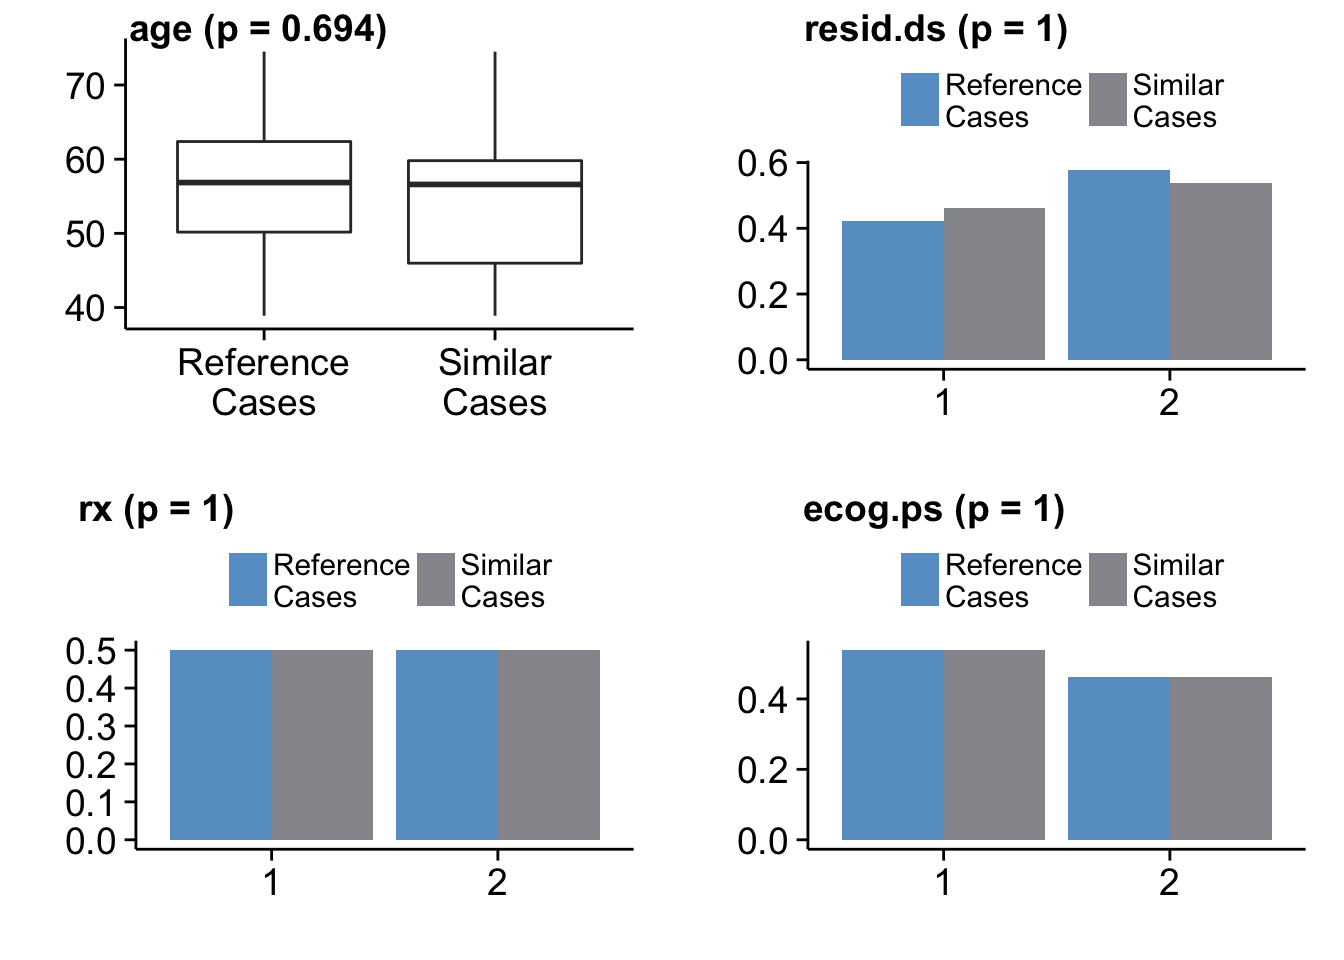 age (p = 0.694)
70
60
50
40
Reference
Cases
Similar
Cases
resid.ds (p = 1)
Reference
Cases
Similar
Cases
0.6
0.4
0.2
0.0
1
2
rx (p = 1)
Reference
Cases
Similar
Cases
0.5
0.4
0.3
0.2
0.1
0.0
1
2
ecog.ps (p = 1)
Reference
Cases
Similar
Cases
0.4
0.2
0.0
1
2